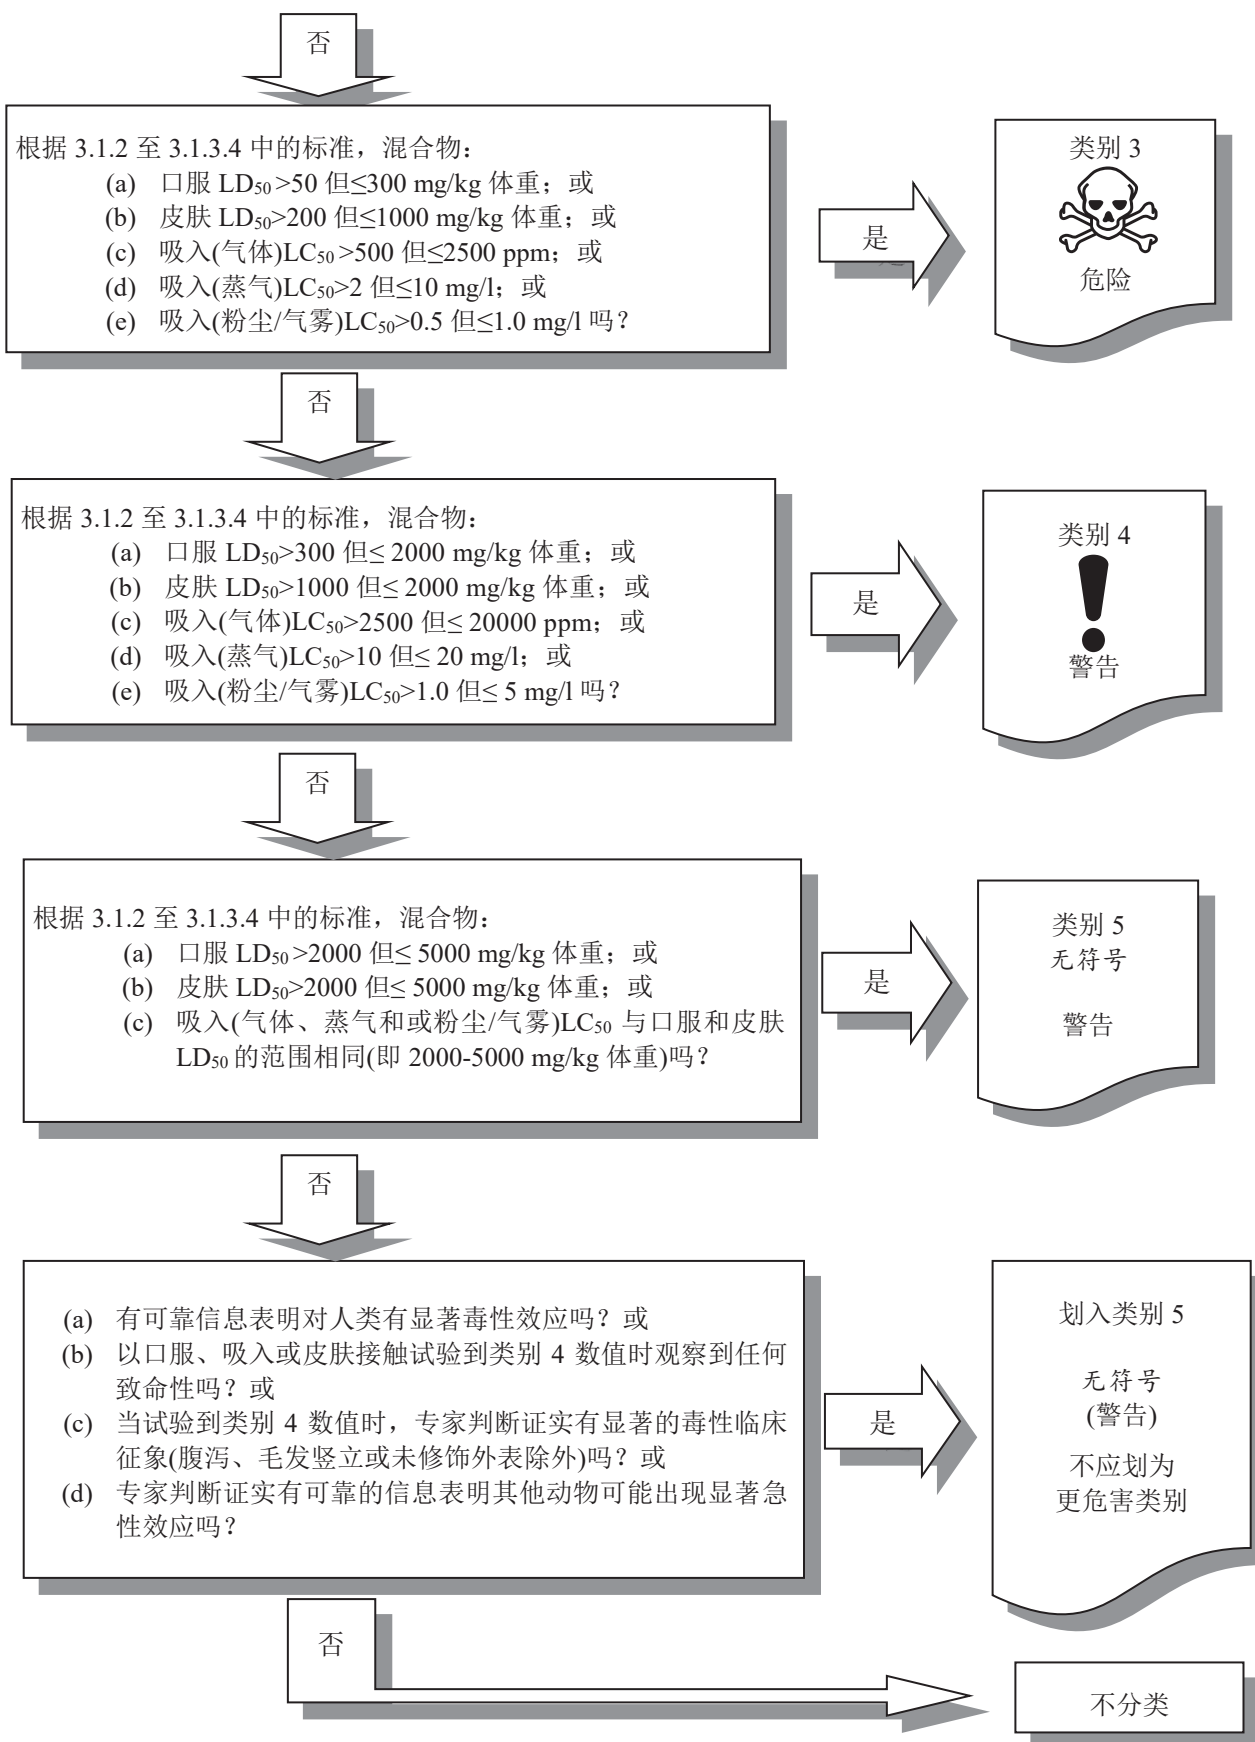 否
根据 3.1.2 至 3.1.3.4 中的标准，混合物：
(a) 口服 LD50 >50 但≤300 mg/kg 体重；或
(b) 皮肤 LD50>200 但≤1000 mg/kg 体重；或
(c) 吸入(气体)LC50 >500 但≤2500 ppm；或
(d) 吸入(蒸气)LC50>2 但≤10 mg/l；或
(e) 吸入(粉尘/气雾)LC50>0.5 但≤1.0 mg/l 吗？
是
类别 3
危险
否
根据 3.1.2 至 3.1.3.4 中的标准，混合物：
(a) 口服 LD50>300 但≤ 2000 mg/kg 体重；或
(b) 皮肤 LD50>1000 但≤ 2000 mg/kg 体重；或
(c) 吸入(气体)LC50>2500 但≤ 20000 ppm；或
(d) 吸入(蒸气)LC50>10 但≤ 20 mg/l；或
(e) 吸入(粉尘/气雾)LC50>1.0 但≤ 5 mg/l 吗？
是
类别 4
警告
否
根据 3.1.2 至 3.1.3.4 中的标准，混合物：
(a) 口服 LD50 >2000 但≤ 5000 mg/kg 体重；或
(b) 皮肤 LD50>2000 但≤ 5000 mg/kg 体重；或
(c) 吸入(气体、蒸气和或粉尘/气雾)LC50 与口服和皮肤
LD50 的范围相同(即 2000-5000 mg/kg 体重)吗？
是
类别 5
无符号
警告
否
(a) 有可靠信息表明对人类有显著毒性效应吗？或
(b) 以口服、吸入或皮肤接触试验到类别 4 数值时观察到任何
致命性吗？或
(c) 当试验到类别 4 数值时，专家判断证实有显著的毒性临床
征象(腹泻、毛发竖立或未修饰外表除外)吗？或
(d) 专家判断证实有可靠的信息表明其他动物可能出现显著急
性效应吗？
是
划入类别 5
无符号
(警告)
不应划为
更危害类别
否
不分类